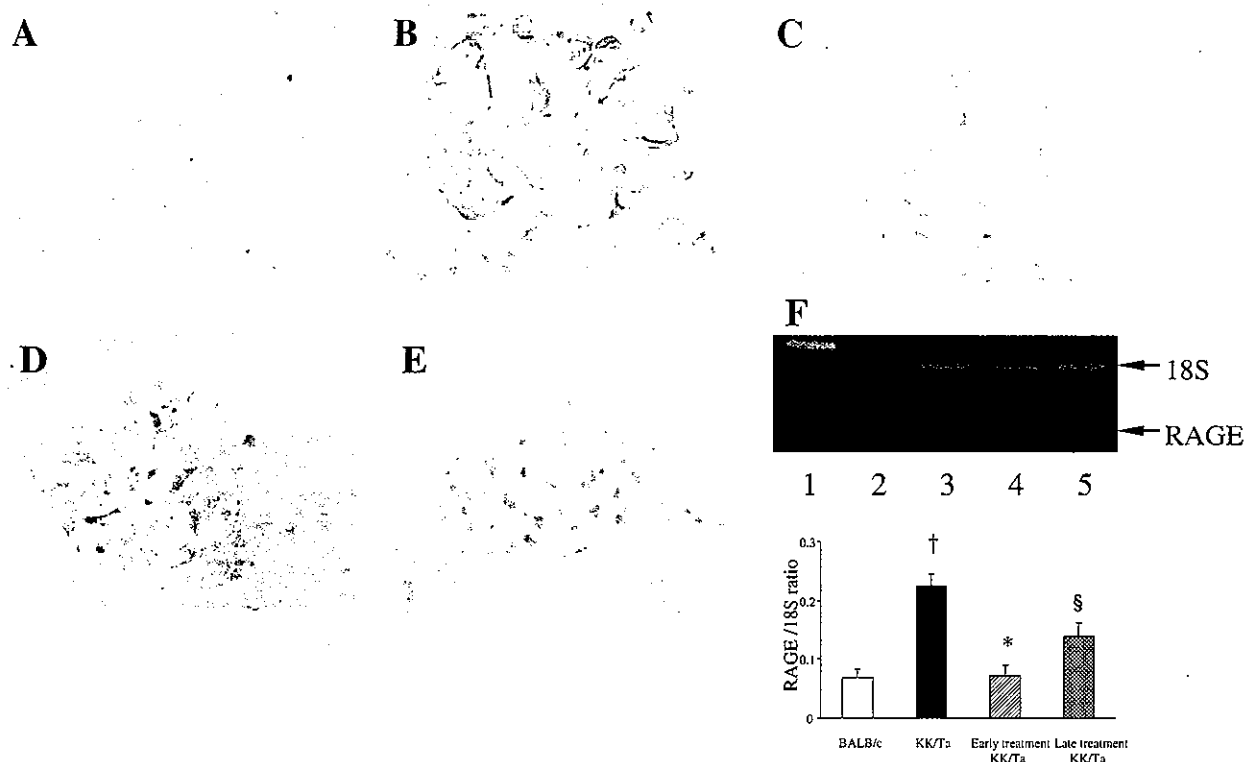 A
B
C
D
E
F
18S
RAGE
1 2 3 4 5
RAGE /18S ratio
0.3
0.2
0.1
0
†
*
§
BALB/c KK/Ta Early treatment KK/Ta Late treatment KK/Ta